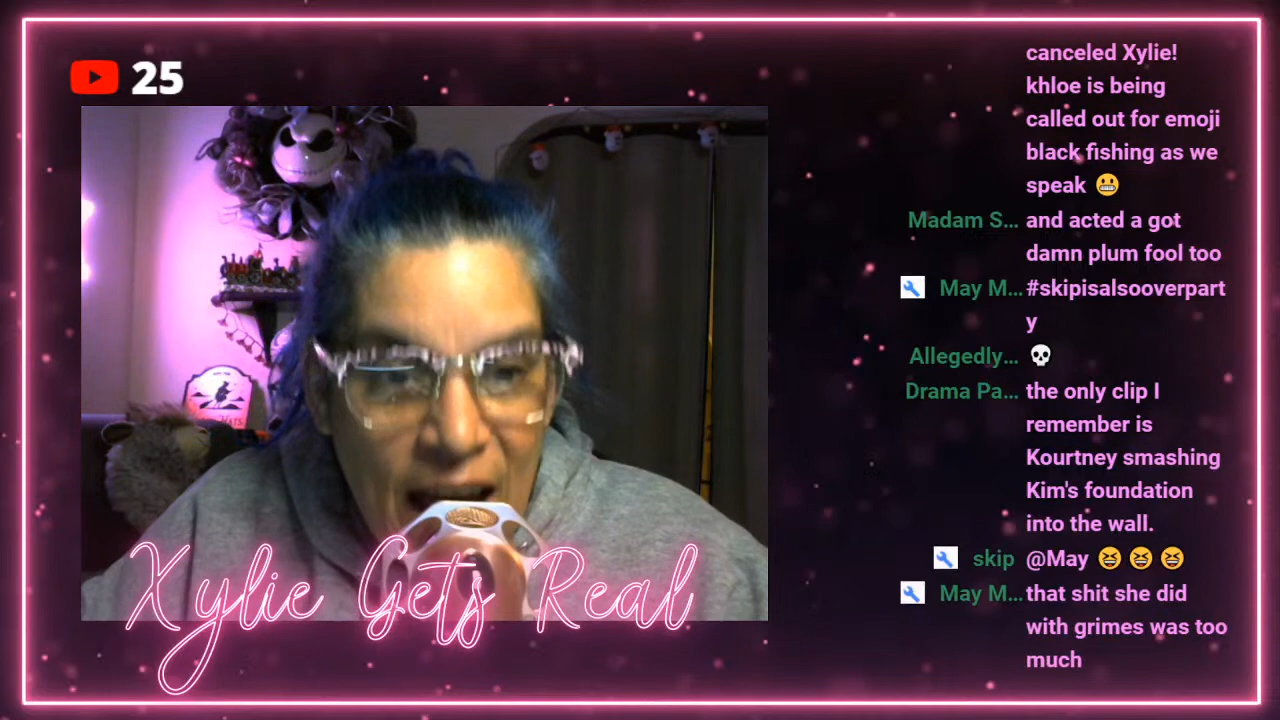 25
Xylie Gets Real
canceled Xylie!
khloe is being
called out for emoji
black fishing as we
speak 😬
Madam S... and acted a got
damn plum fool too
May M... #skipisalsooverpart
y
Allegedly... 💀
Drama Pa... the only clip I
remember is
Kourtney smashing
Kim's foundation
into the wall.
skip @May 😆 😆 😆
May M... that shit she did
with grimes was too
much